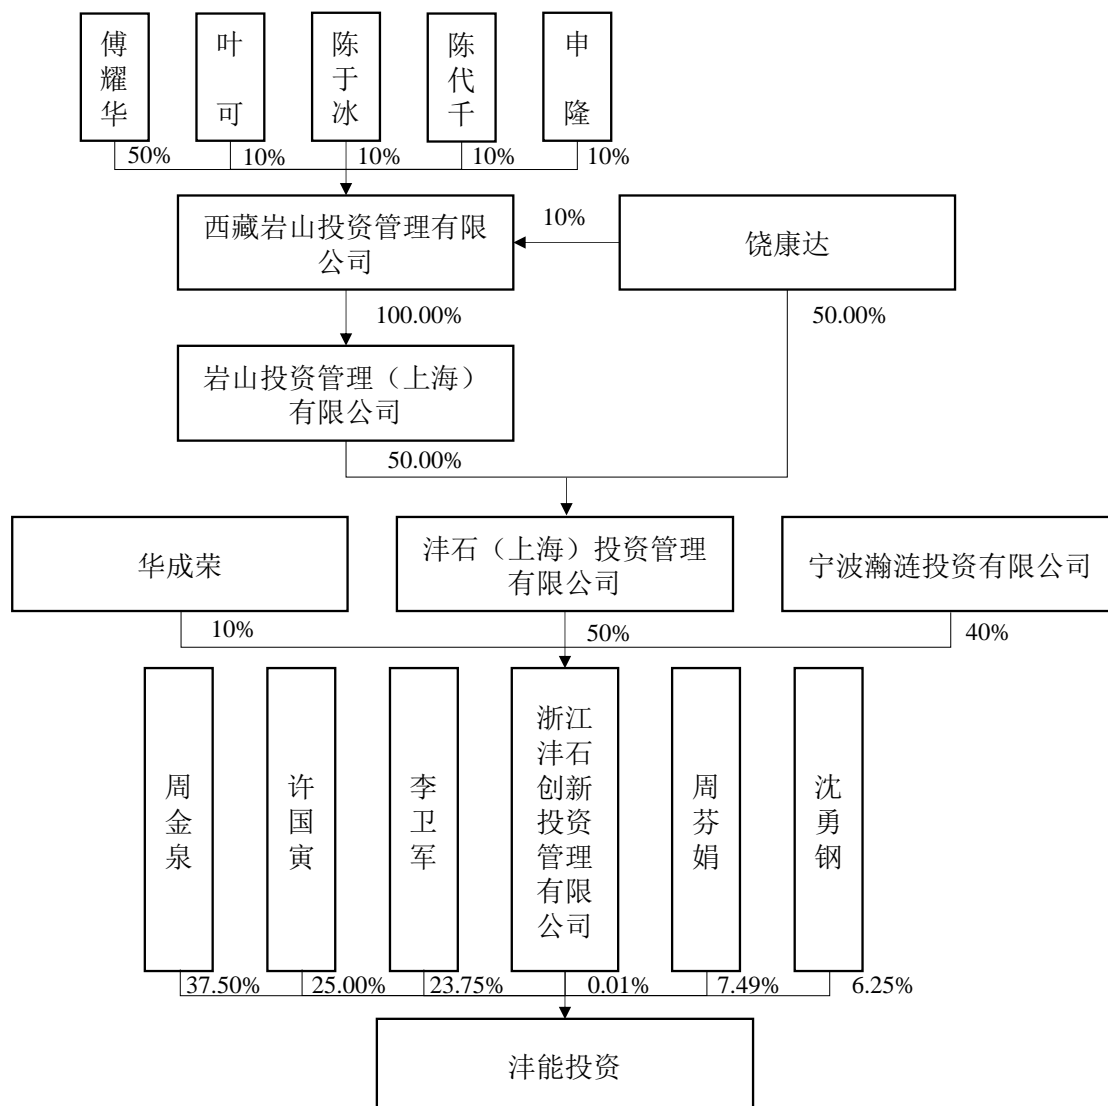 傅耀华
叶可
陈于冰
陈代千
申隆
50%
10%
10%
10%
10%
西藏岩山投资管理有限
公司
10%
饶康达
100.00%
50.00%
岩山投资管理（上海）
有限公司
50.00%
华成荣
沣石（上海）投资管理
有限公司
宁波瀚涟投资有限公司
10%
50%
40%
周金泉
许国寅
李卫军
浙江
沣石
创新
投资
管理
有限
公司
周芬娟
沈勇钢
37.50%
25.00%
23.75%
0.01%
7.49%
6.25%
沣能投资